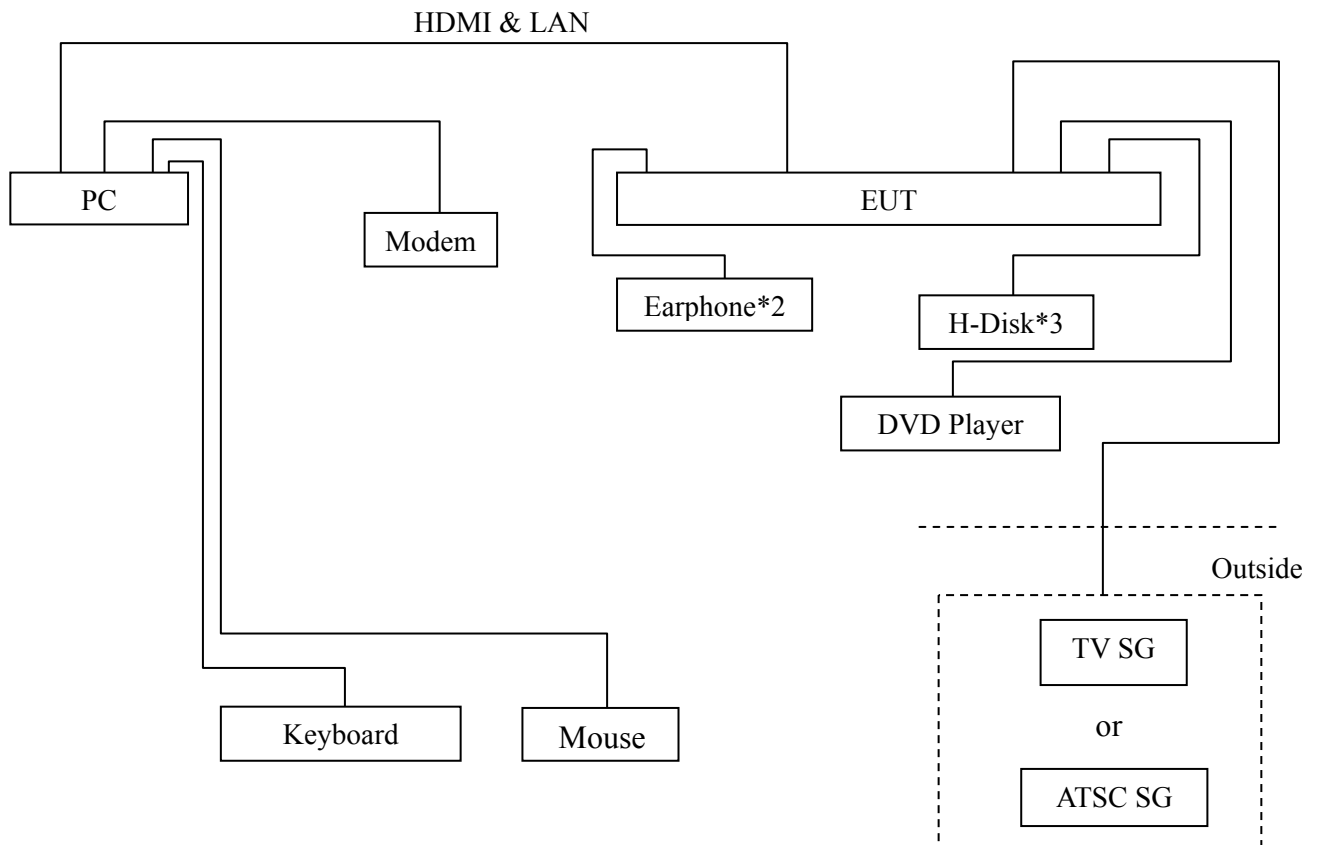 HDMI & LAN
PC
EUT
Modem
Earphone*2
H-Disk*3
DVD Player
Outside
TV SG
or
ATSC SG
Keyboard
Mouse